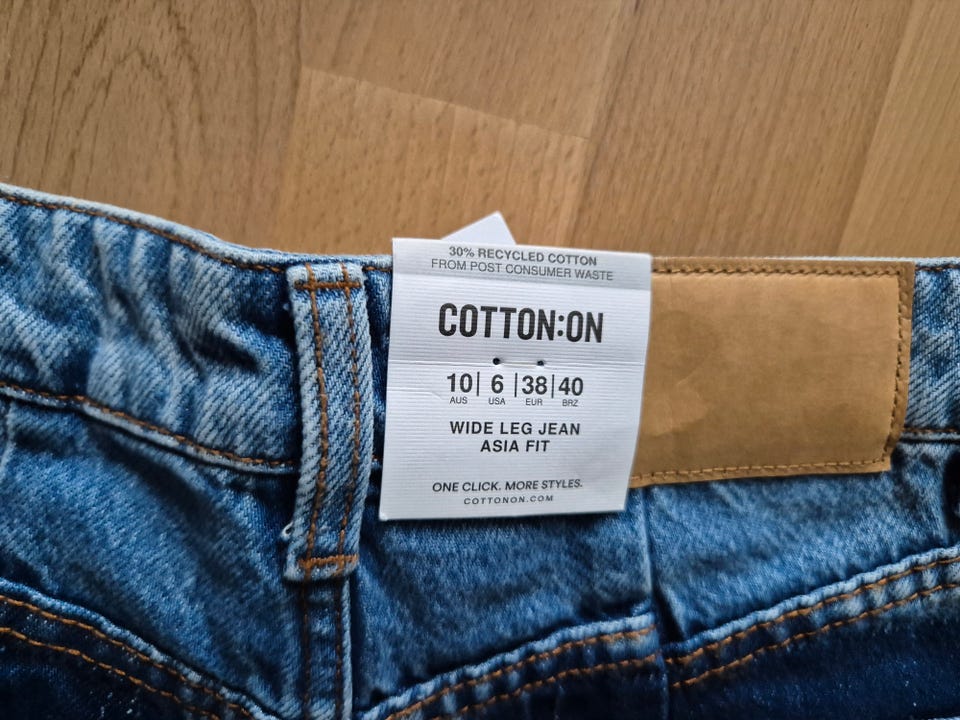 30% RECYCLED COTTON
FROM POST CONSUMER WASTE
COTTON:ON
10 | 6 | 38 | 40
AUS USA EUR BRZ
WIDE LEG JEAN
ASIA FIT
ONE CLICK. MORE STYLES.
COTTONON.COM